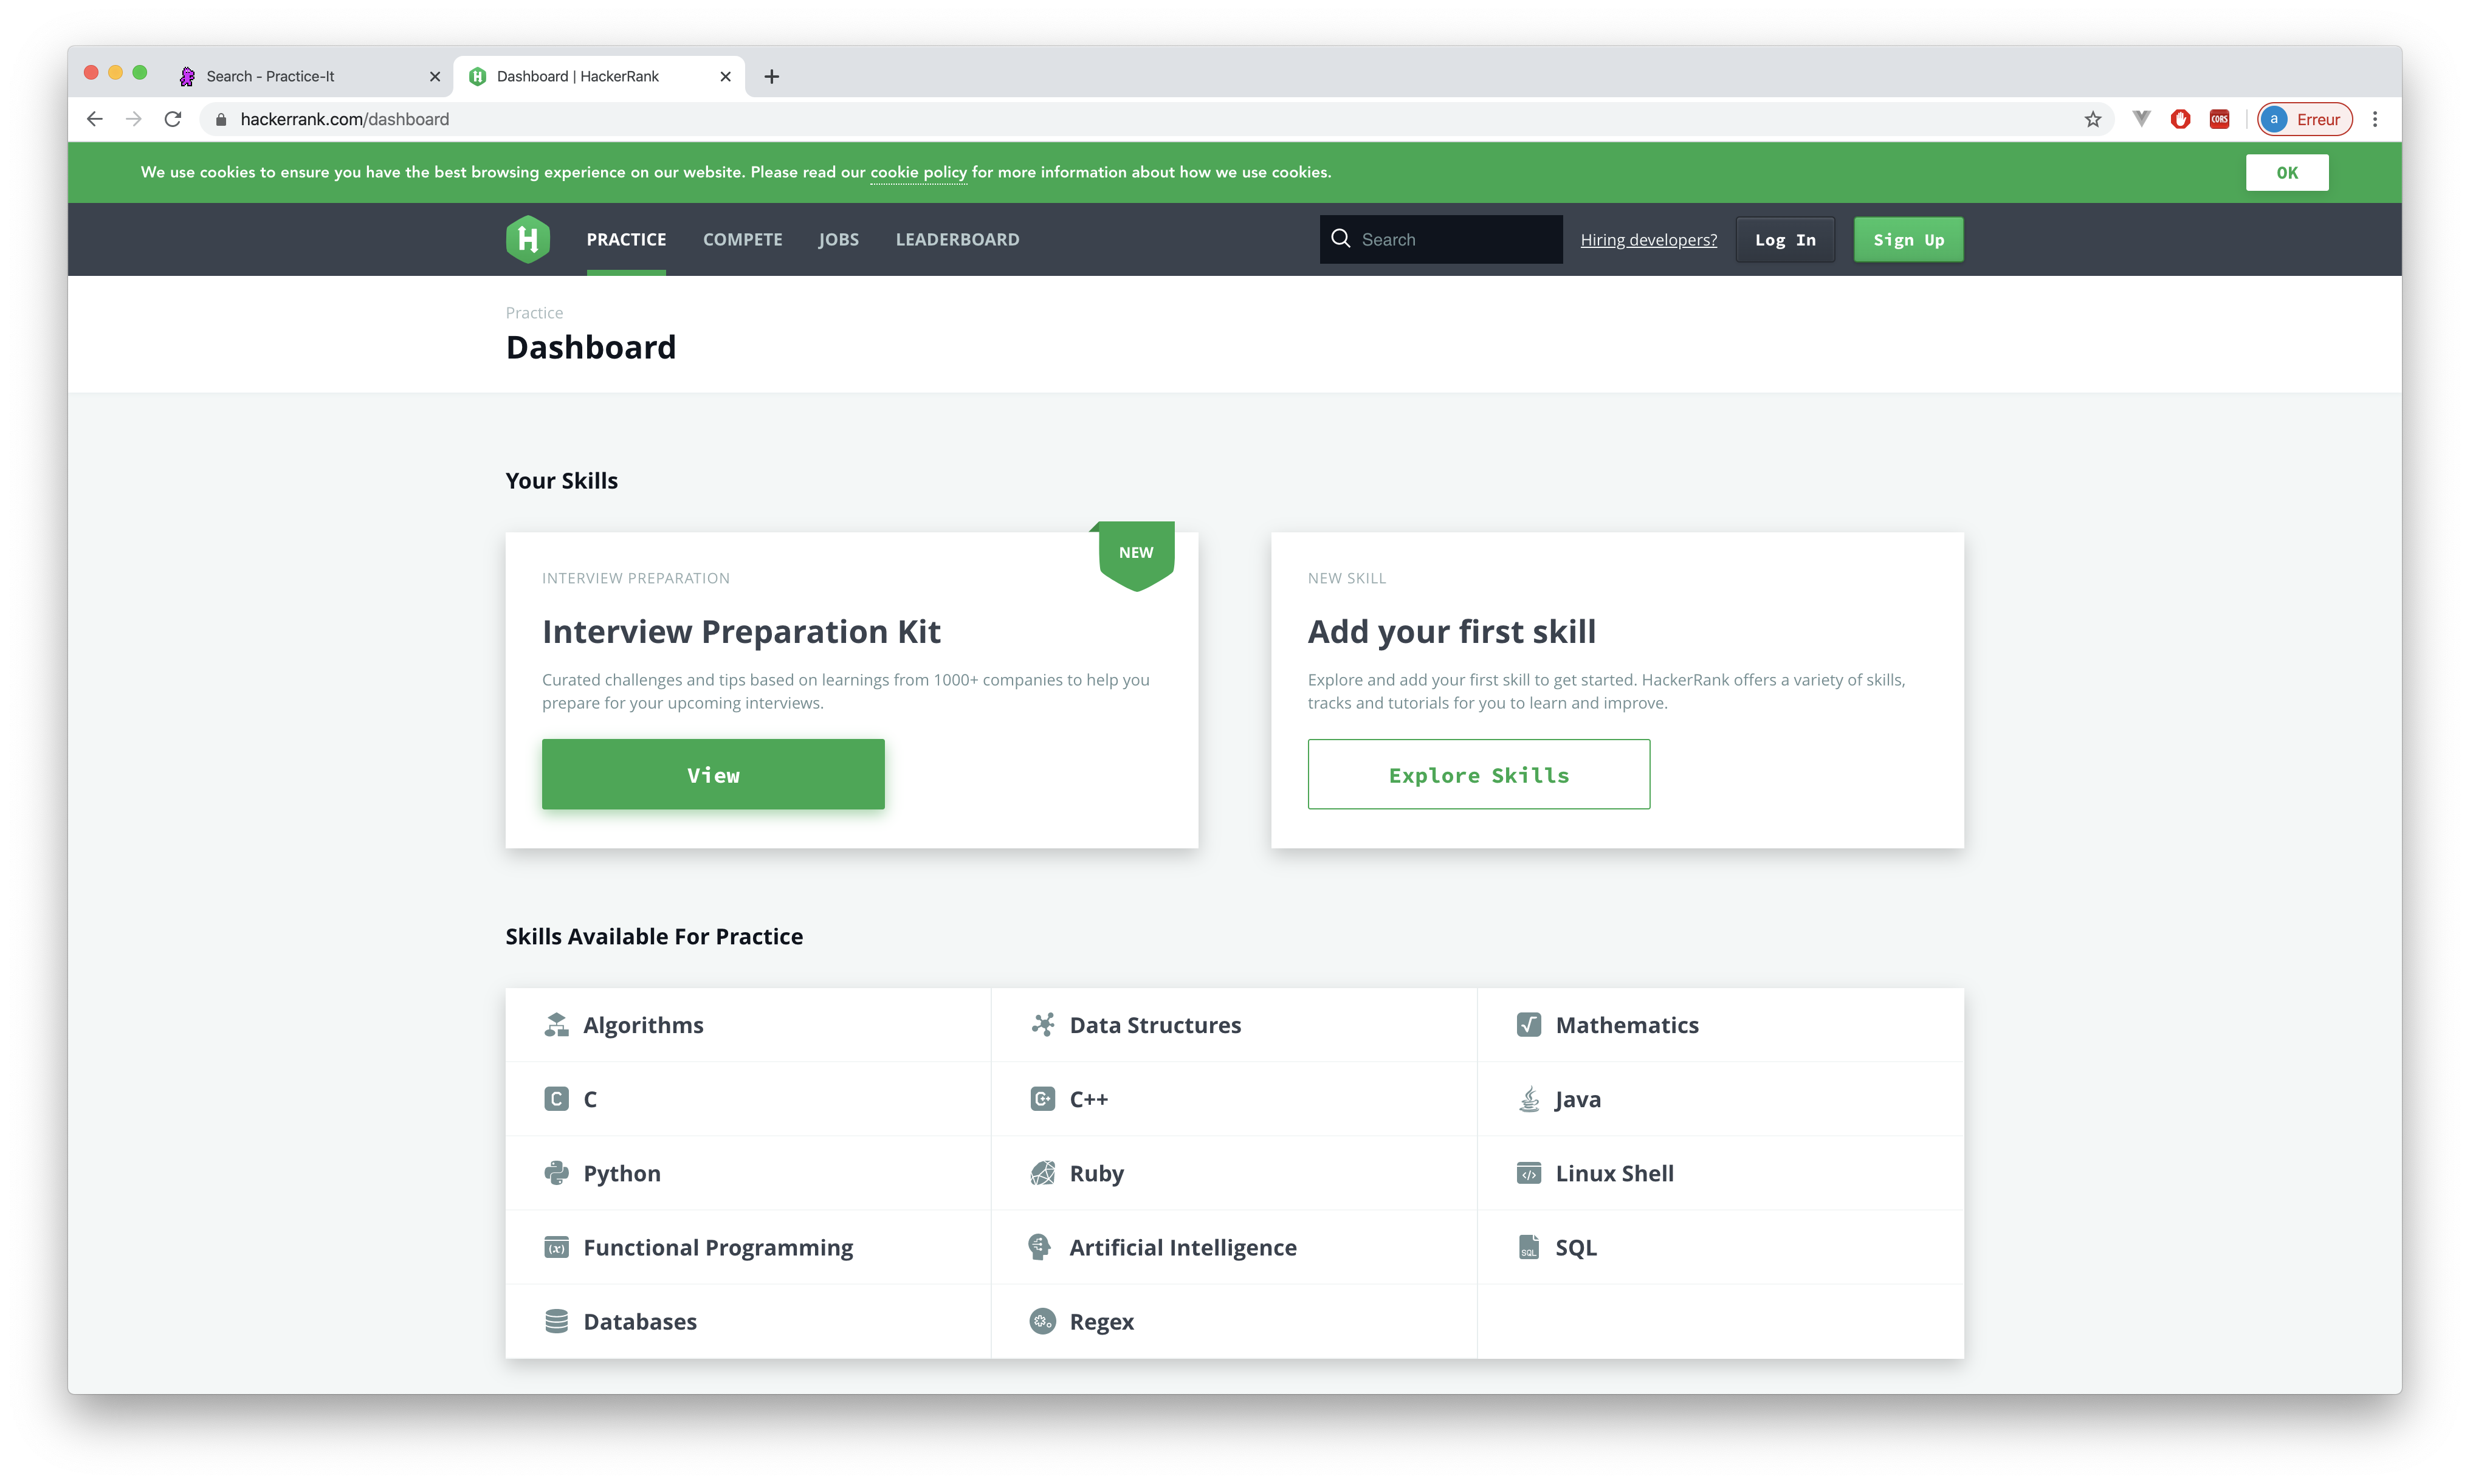 Search - Practice-It
Dashboard | HackerRank
hackerrank.com/dashboard
CORS
a
Erreur
We use cookies to ensure you have the best browsing experience on our website. Please read our cookie policy for more information about how we use cookies.
OK
H
PRACTICE
COMPETE
JOBS
LEADERBOARD
Search
Hiring developers?
Log In
Sign Up
Practice
Dashboard
Your Skills
NEW
INTERVIEW PREPARATION
Interview Preparation Kit
Curated challenges and tips based on learnings from 1000+ companies to help you
prepare for your upcoming interviews.
View
NEW SKILL
Add your first skill
Explore and add your first skill to get started. HackerRank offers a variety of skills,
tracks and tutorials for you to learn and improve.
Explore Skills
Skills Available For Practice
Algorithms
Data Structures
Mathematics
C
C
C++
C++
Java
Python
Ruby
</>
Linux Shell
(x)
Functional Programming
Artificial Intelligence
SQL
SQL
Databases
Regex